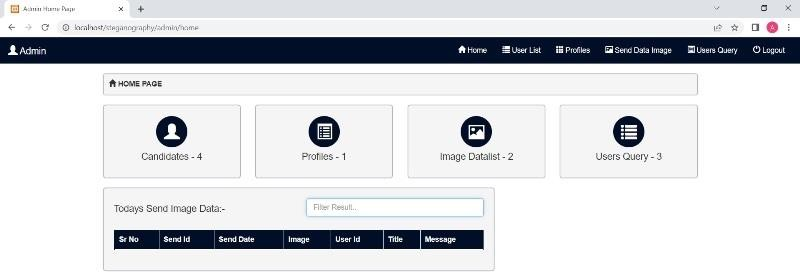 Admin Home Page
localhost/steganography/admin/home
A
Admin
Home User List Profiles Send Data Image Users Query Logout
HOME PAGE
Candidates - 4 Profiles - 1 Image Datalist - 2 Users Query - 3
Todays Send Image Data:- Filter Result..
Sr No Send Id Send Date Image User Id Title Message